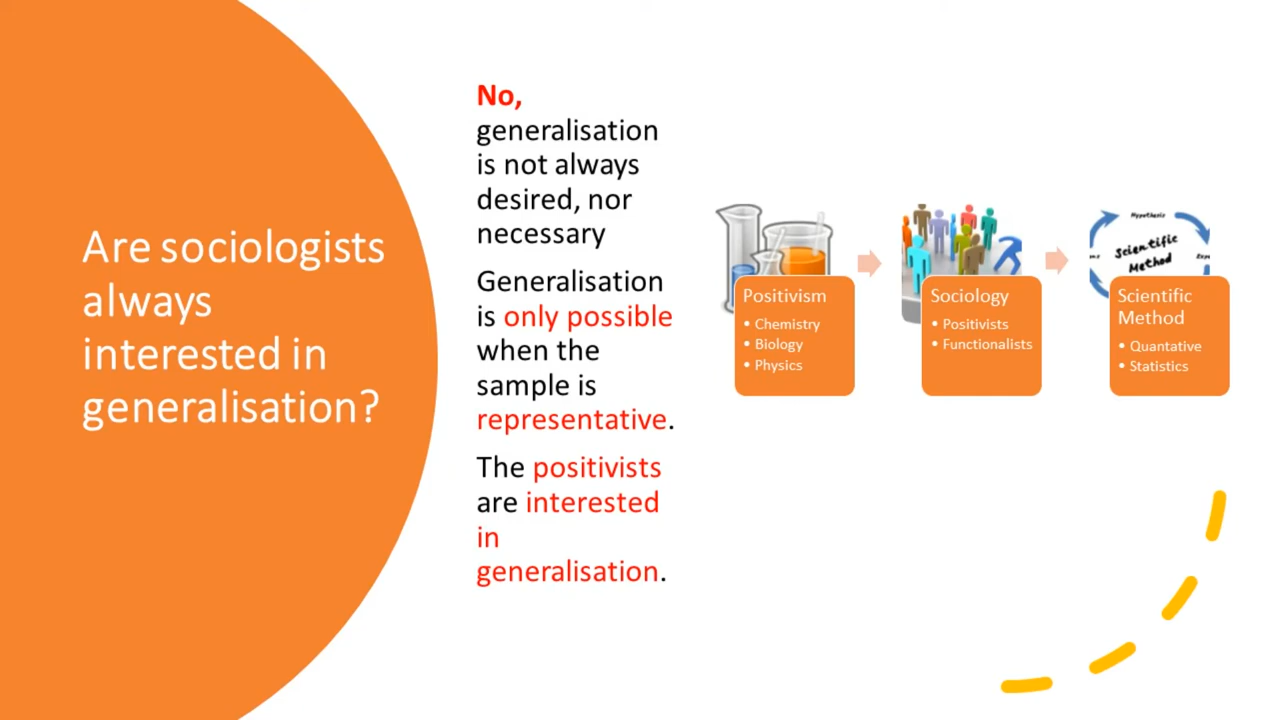 Are sociologists
always
interested in
generalisation?
No,
generalisation
is not always
desired, nor
necessary
Generalisation
is only possible
when the
sample is
representative.
The positivists
are interested
in
generalisation.
Positivism
• Chemistry
• Biology
• Physics
Sociology
• Positivists
• Functionalists
Hypothesis
Scientific
Method
Scientific
Method
• Quantative
• Statistics